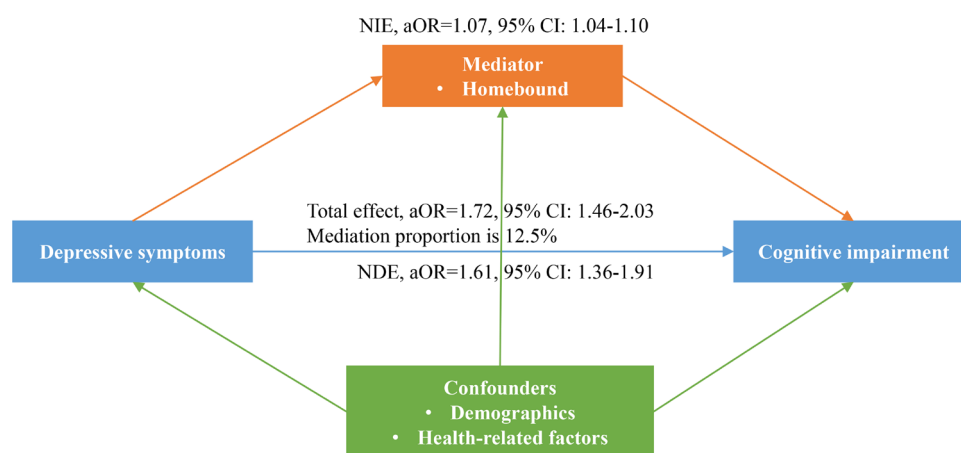 NIE, aOR=1.07, 95% CI: 1.04-1.10
Mediator
• Homebound
Total effect, aOR=1.72, 95% CI: 1.46-2.03
Mediation proportion is 12.5%
Depressive symptoms
Cognitive impairment
NDE, aOR=1.61, 95% CI: 1.36-1.91
Confounders
• Demographics
• Health-related factors